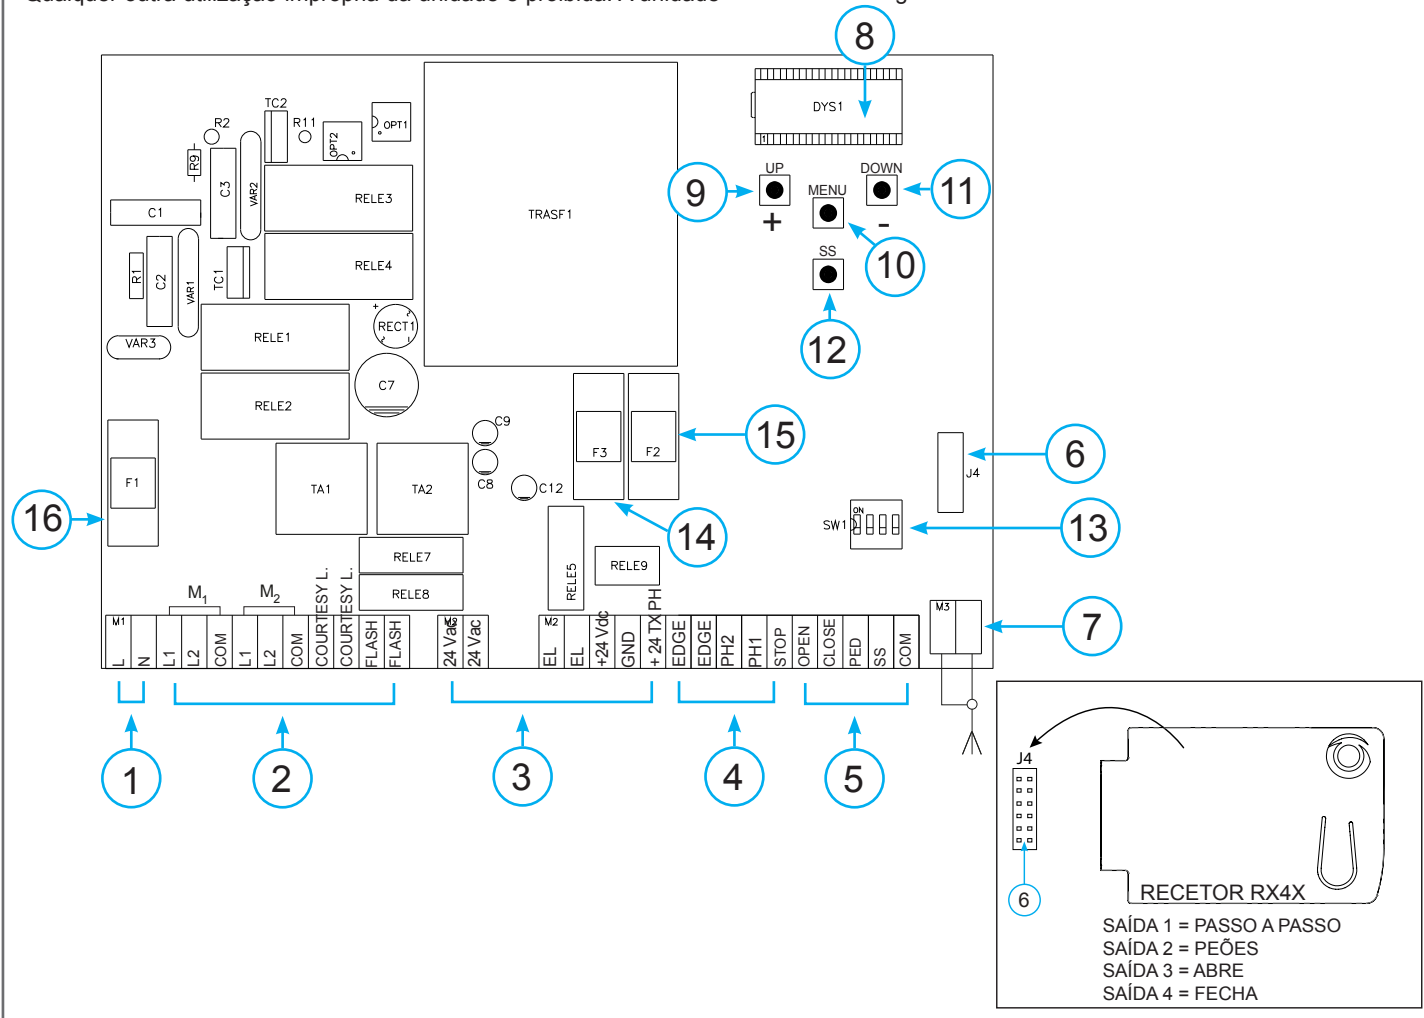 8
DYS1
1
TC2
R2
R11
OPT1
OPT2
R9
C3
VAR2
RELE3
TRASF1
9
UP
+
MENU
DOWN
-
11
10
SS
12
C1
R1
C2
VAR1
TC1
RELE4
VAR3
RELE1
RECT1
+
RELE2
C7
C9
C8
C12
F3
F2
15
14
16
F1
TA1
TA2
6
J4
ON
SW1
13
RELE7
RELE8
RELE5
RELE9
M1
M2
M1
L
N
L1
L2
COM
L1
L2
COM
COURTESY L.
COURTESY L.
FLASH
FLASH
24 Vac
24 Vac
M2
EL
EL
+24 Vdc
GND
+ 24 TX PH
EDGE
EDGE
PH2
PH1
STOP
OPEN
CLOSE
PED
SS
COM
M3
7
1
2
3
4
5
J4
6
RECETOR RX4X
SAÍDA 1 = PASSO A PASSO
SAÍDA 2 = PEÕES
SAÍDA 3 = ABRE
SAÍDA 4 = FECHA